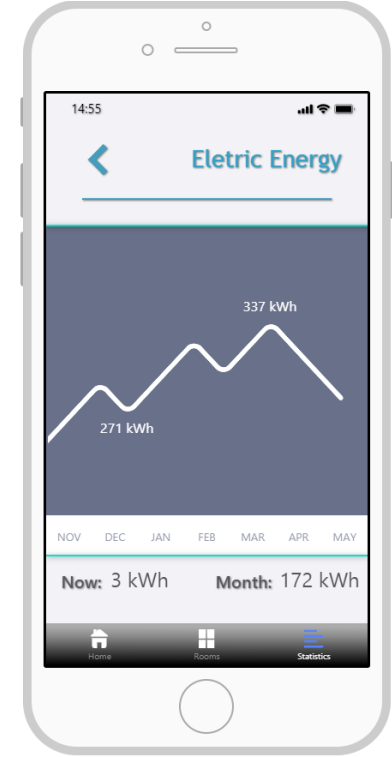 14:55
Eletric Energy
337 kWh
271 kWh
NOV DEC JAN FEB MAR APR MAY
Now: 3 kWh Month: 172 kWh
Home Rooms Statistics